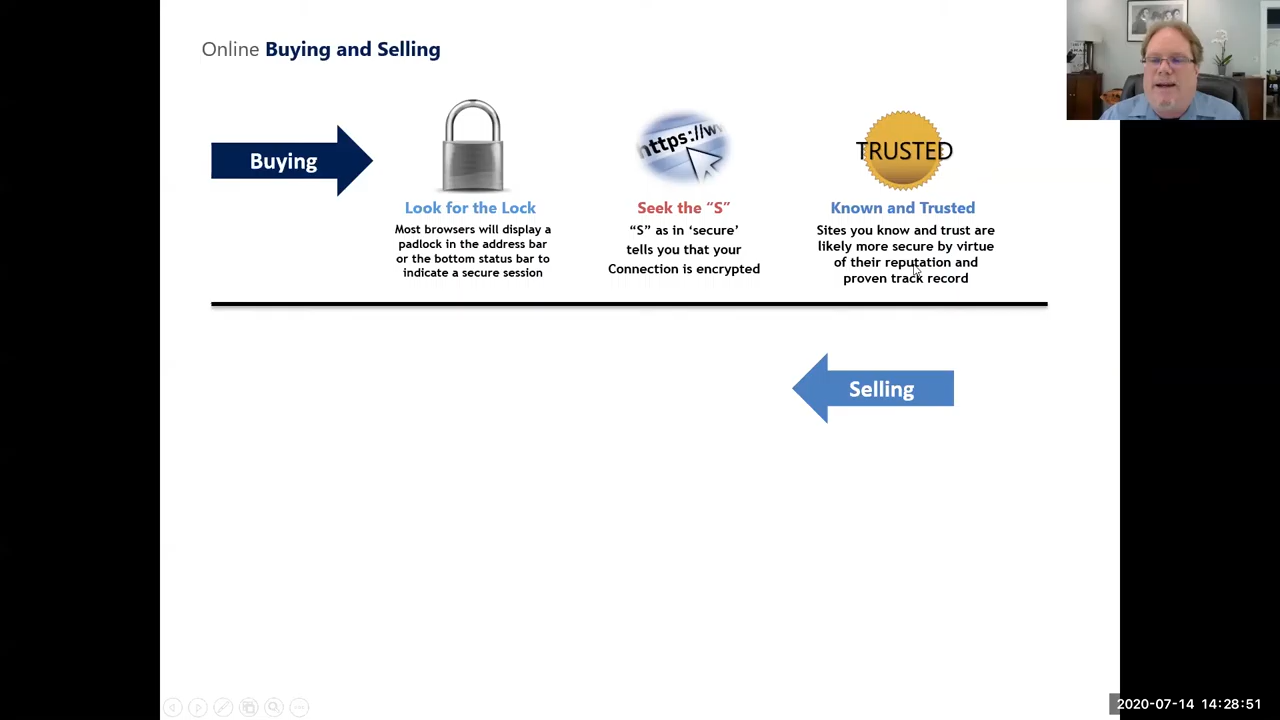 Online Buying and Selling
Buying
https://w
TRUSTED
Look for the Lock
Most browsers will display a
padlock in the address bar
or the bottom status bar to
indicate a secure session
Seek the “S”
“S” as in ‘secure’
tells you that your
Connection is encrypted
Known and Trusted
Sites you know and trust are
likely more secure by virtue
of their reputation and
proven track record
Selling
2020-07-14 14:28:51